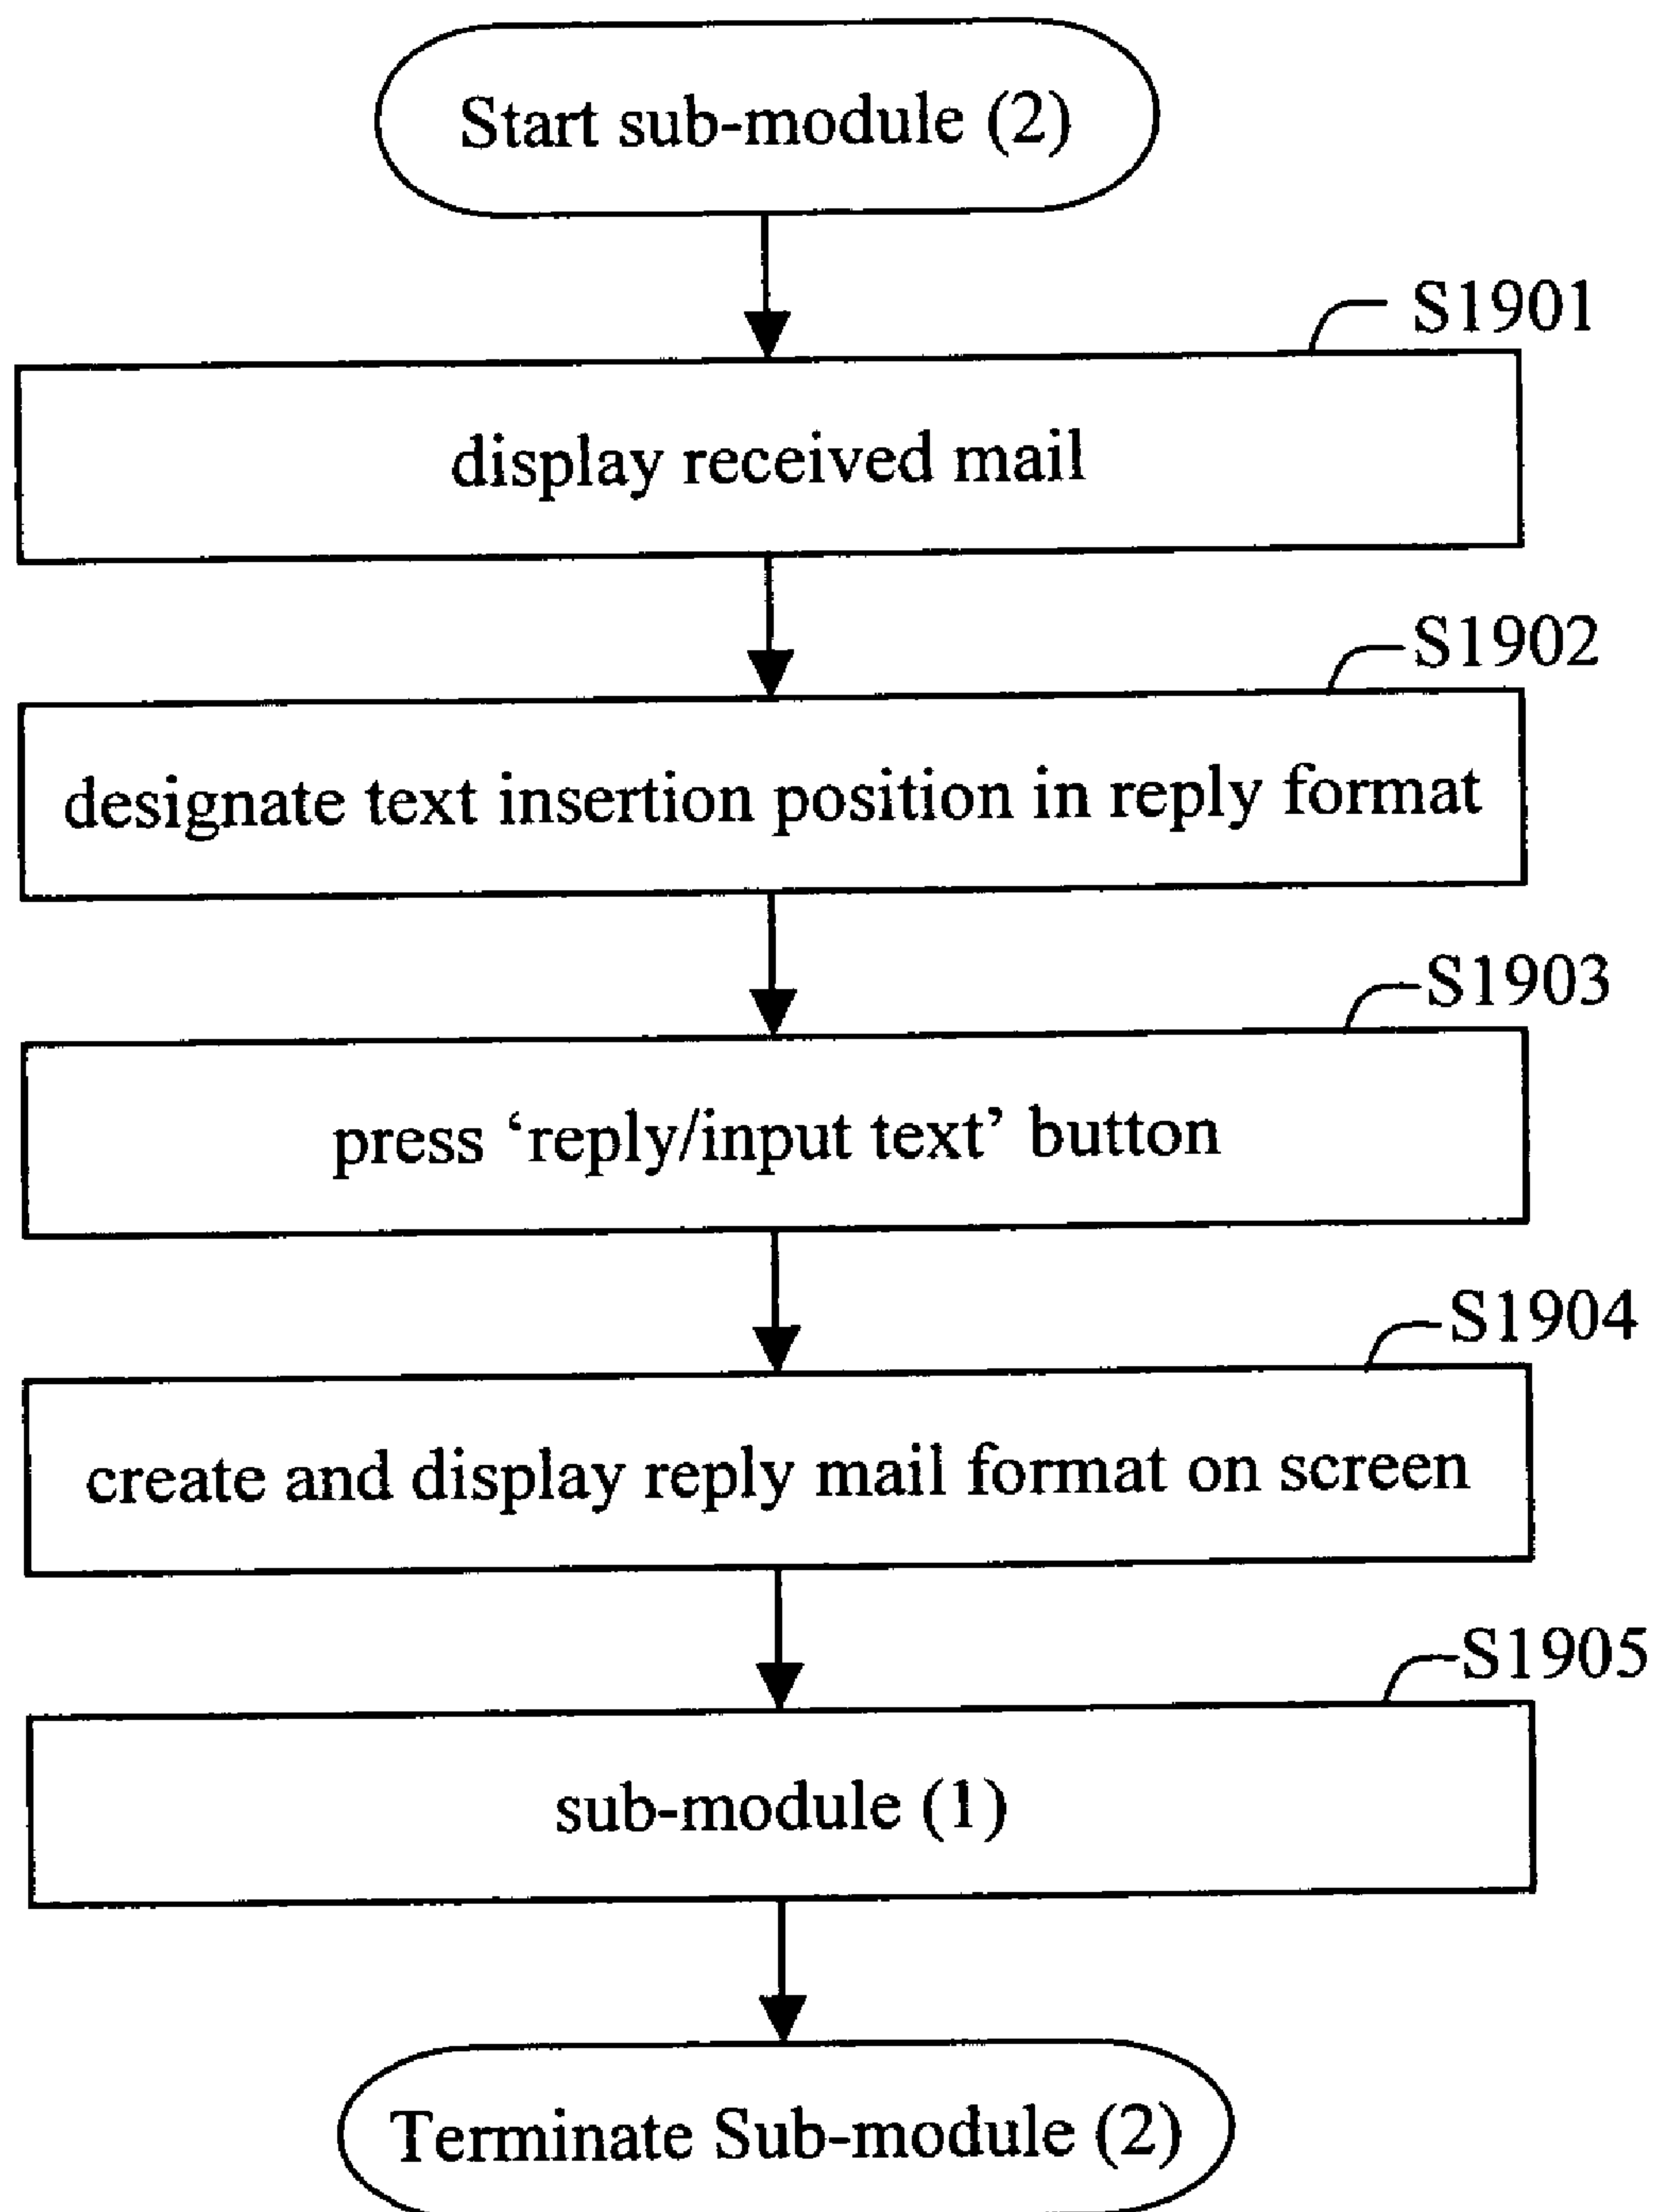 Start sub-module (2)
S1901
display received mail
S1902
designate text insertion position in reply format
S1903
press ‘reply/input text’ button
S1904
create and display reply mail format on screen
S1905
sub-module (1)
Terminate Sub-module (2)